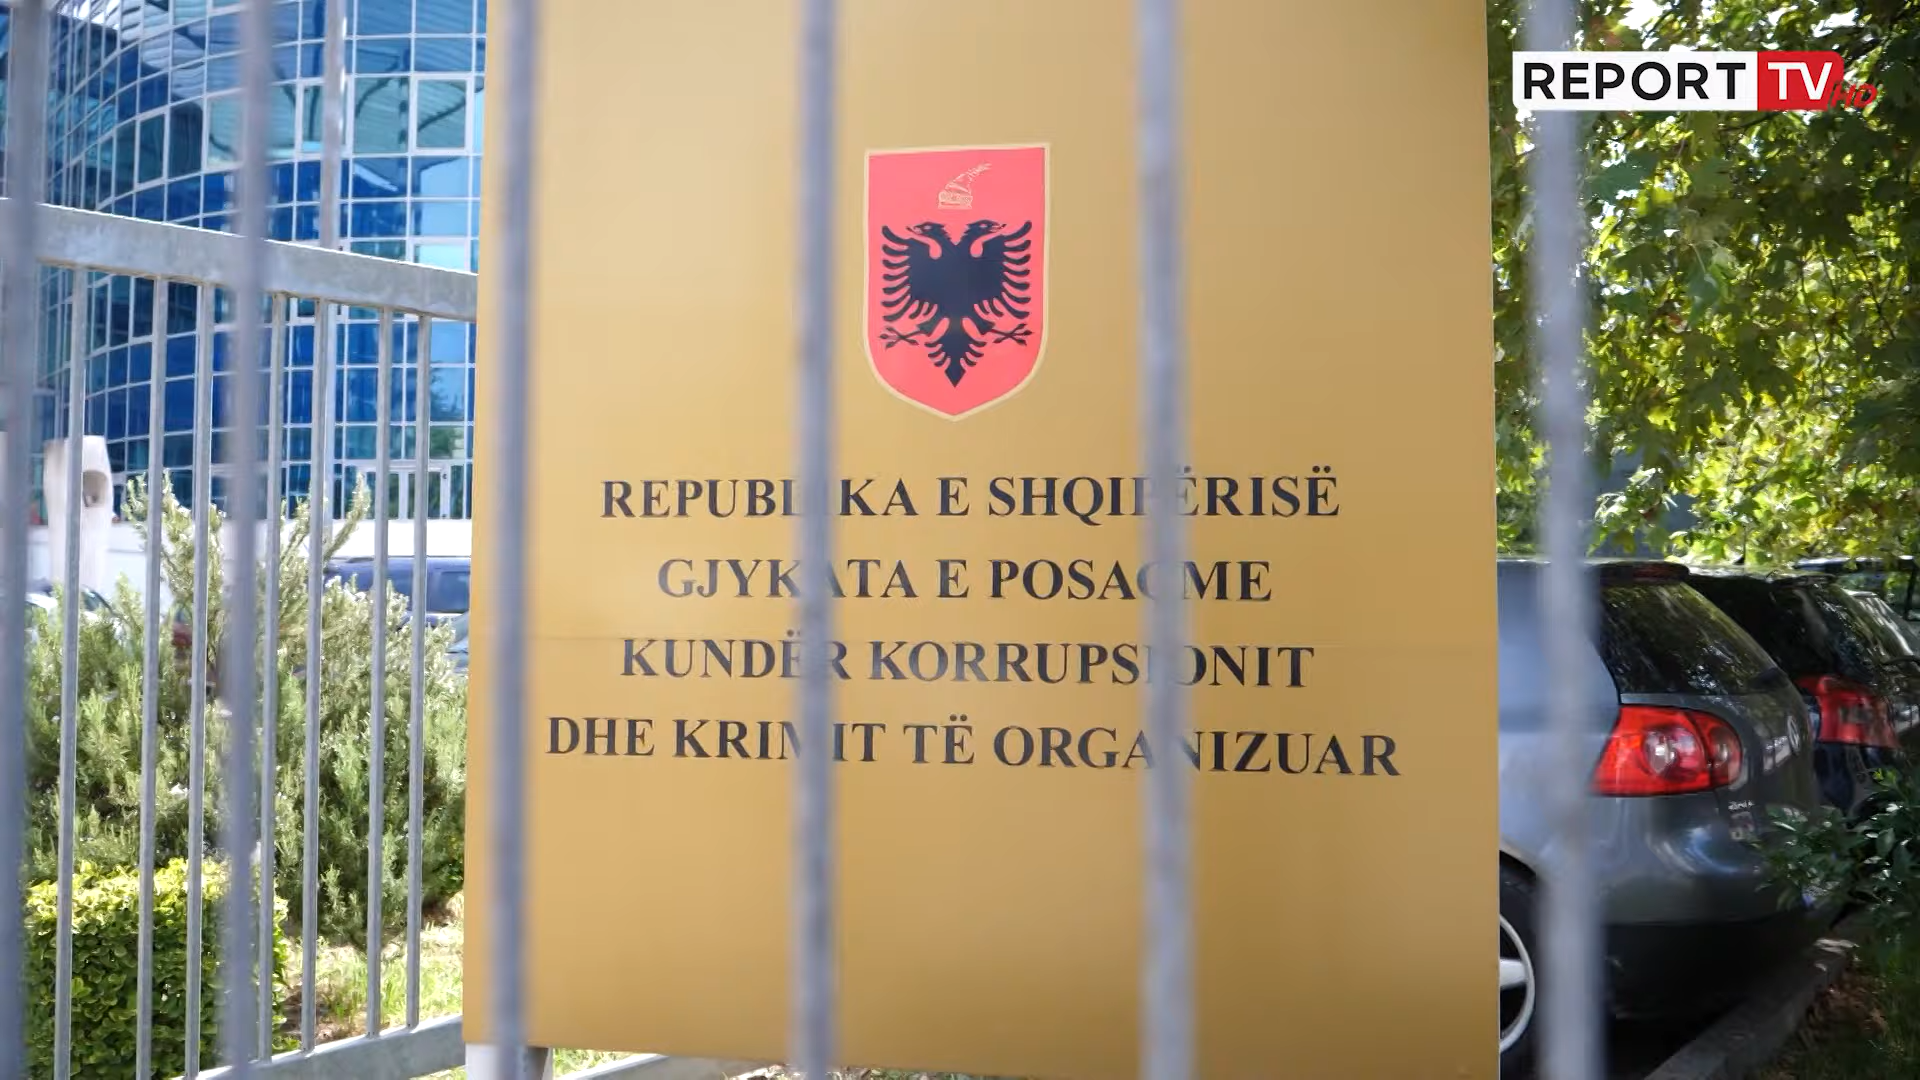 REPORT TV HD
REPUBLIKA E SHQIPËRISË
GJYKATA E POSAÇME
KUNDËR KORRUPSIONIT
DHE KRIMIT TË ORGANIZUAR